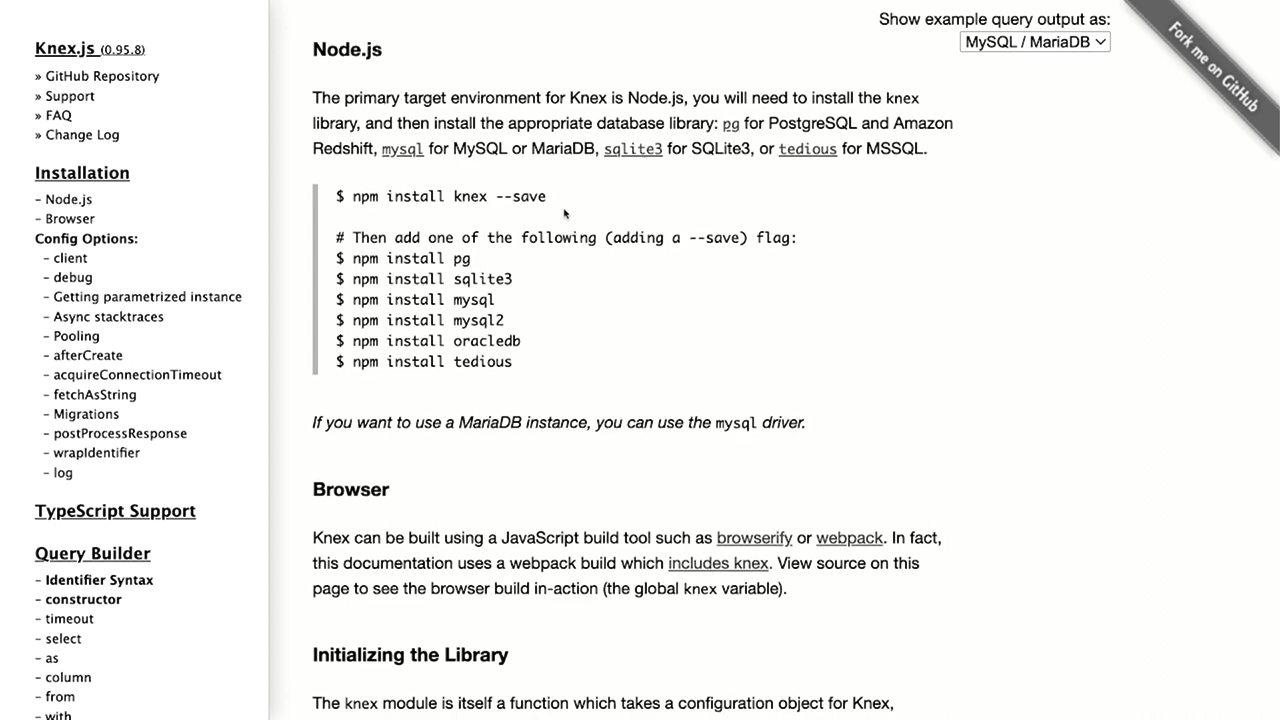 Knex.js (0.95.8)
» GitHub Repository
» Support
» FAQ
» Change Log
Installation
- Node.js
- Browser
Config Options:
- client
- debug
- Getting parametrized instance
- Async stacktraces
- Pooling
- afterCreate
- acquireConnectionTimeout
- fetchAsString
- Migrations
- postProcessResponse
- wrapIdentifier
- log
TypeScript Support
Query Builder
- Identifier Syntax
- constructor
- timeout
- select
- as
- column
- from
- with
Show example query output as:
MySQL / MariaDB
Fork me on GitHub
Node.js
The primary target environment for Knex is Node.js, you will need to install the knex
library, and then install the appropriate database library: pg for PostgreSQL and Amazon
Redshift, mysql for MySQL or MariaDB, sqlite3 for SQLite3, or tedious for MSSQL.
$ npm install knex --save
# Then add one of the following (adding a --save) flag:
$ npm install pg
$ npm install sqlite3
$ npm install mysql
$ npm install mysql2
$ npm install oracledb
$ npm install tedious
If you want to use a MariaDB instance, you can use the mysql driver.
Browser
Knex can be built using a JavaScript build tool such as browserify or webpack. In fact,
this documentation uses a webpack build which includes knex. View source on this
page to see the browser build in-action (the global knex variable).
Initializing the Library
The knex module is itself a function which takes a configuration object for Knex,